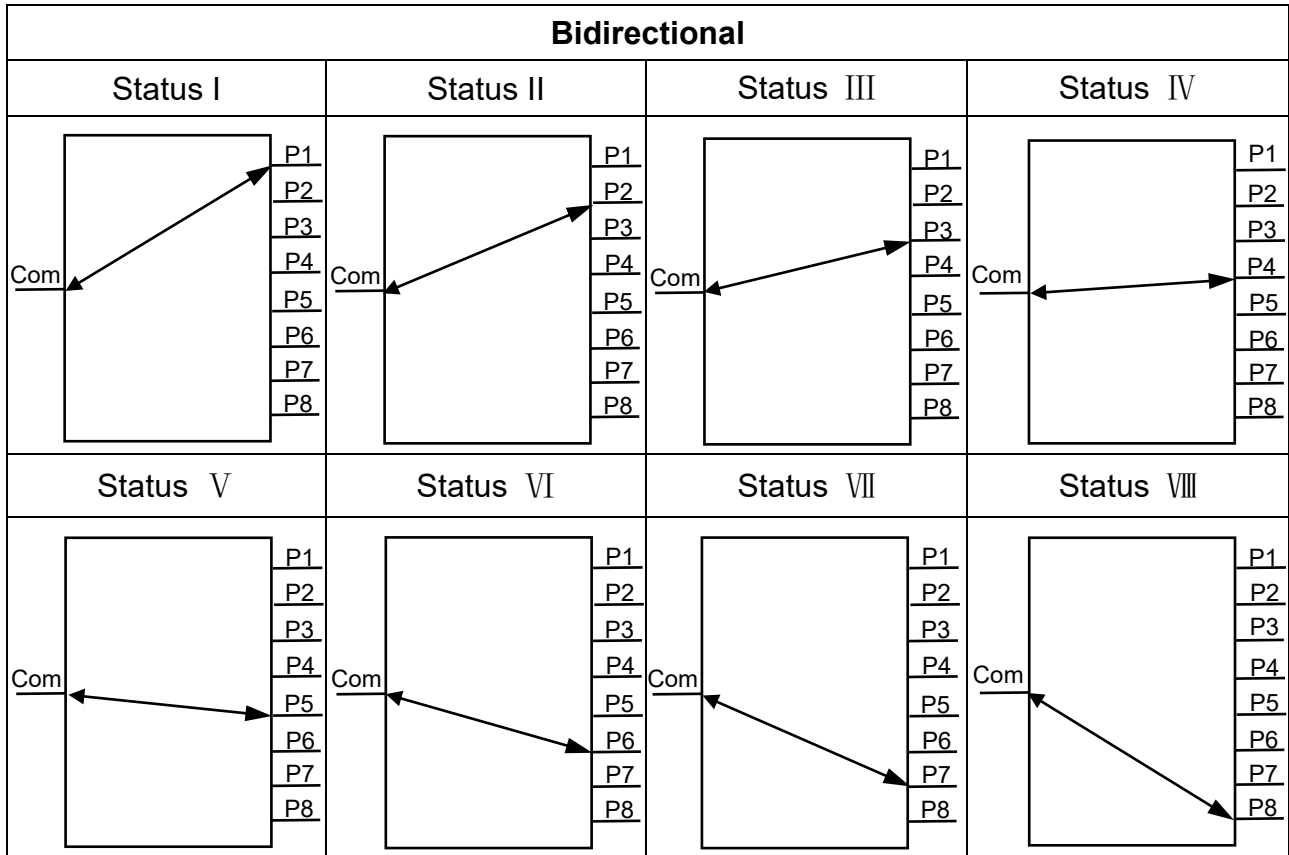 Bidirectional
Status I
Status II
Status Ⅲ
Status Ⅳ
Com
P1
P2
P3
P4
P5
P6
P7
P8
Com
P1
P2
P3
P4
P5
P6
P7
P8
Com
P1
P2
P3
P4
P5
P6
P7
P8
Com
P1
P2
P3
P4
P5
P6
P7
P8
Status Ⅴ
Status Ⅵ
Status Ⅶ
Status Ⅷ
Com
P1
P2
P3
P4
P5
P6
P7
P8
Com
P1
P2
P3
P4
P5
P6
P7
P8
Com
P1
P2
P3
P4
P5
P6
P7
P8
Com
P1
P2
P3
P4
P5
P6
P7
P8